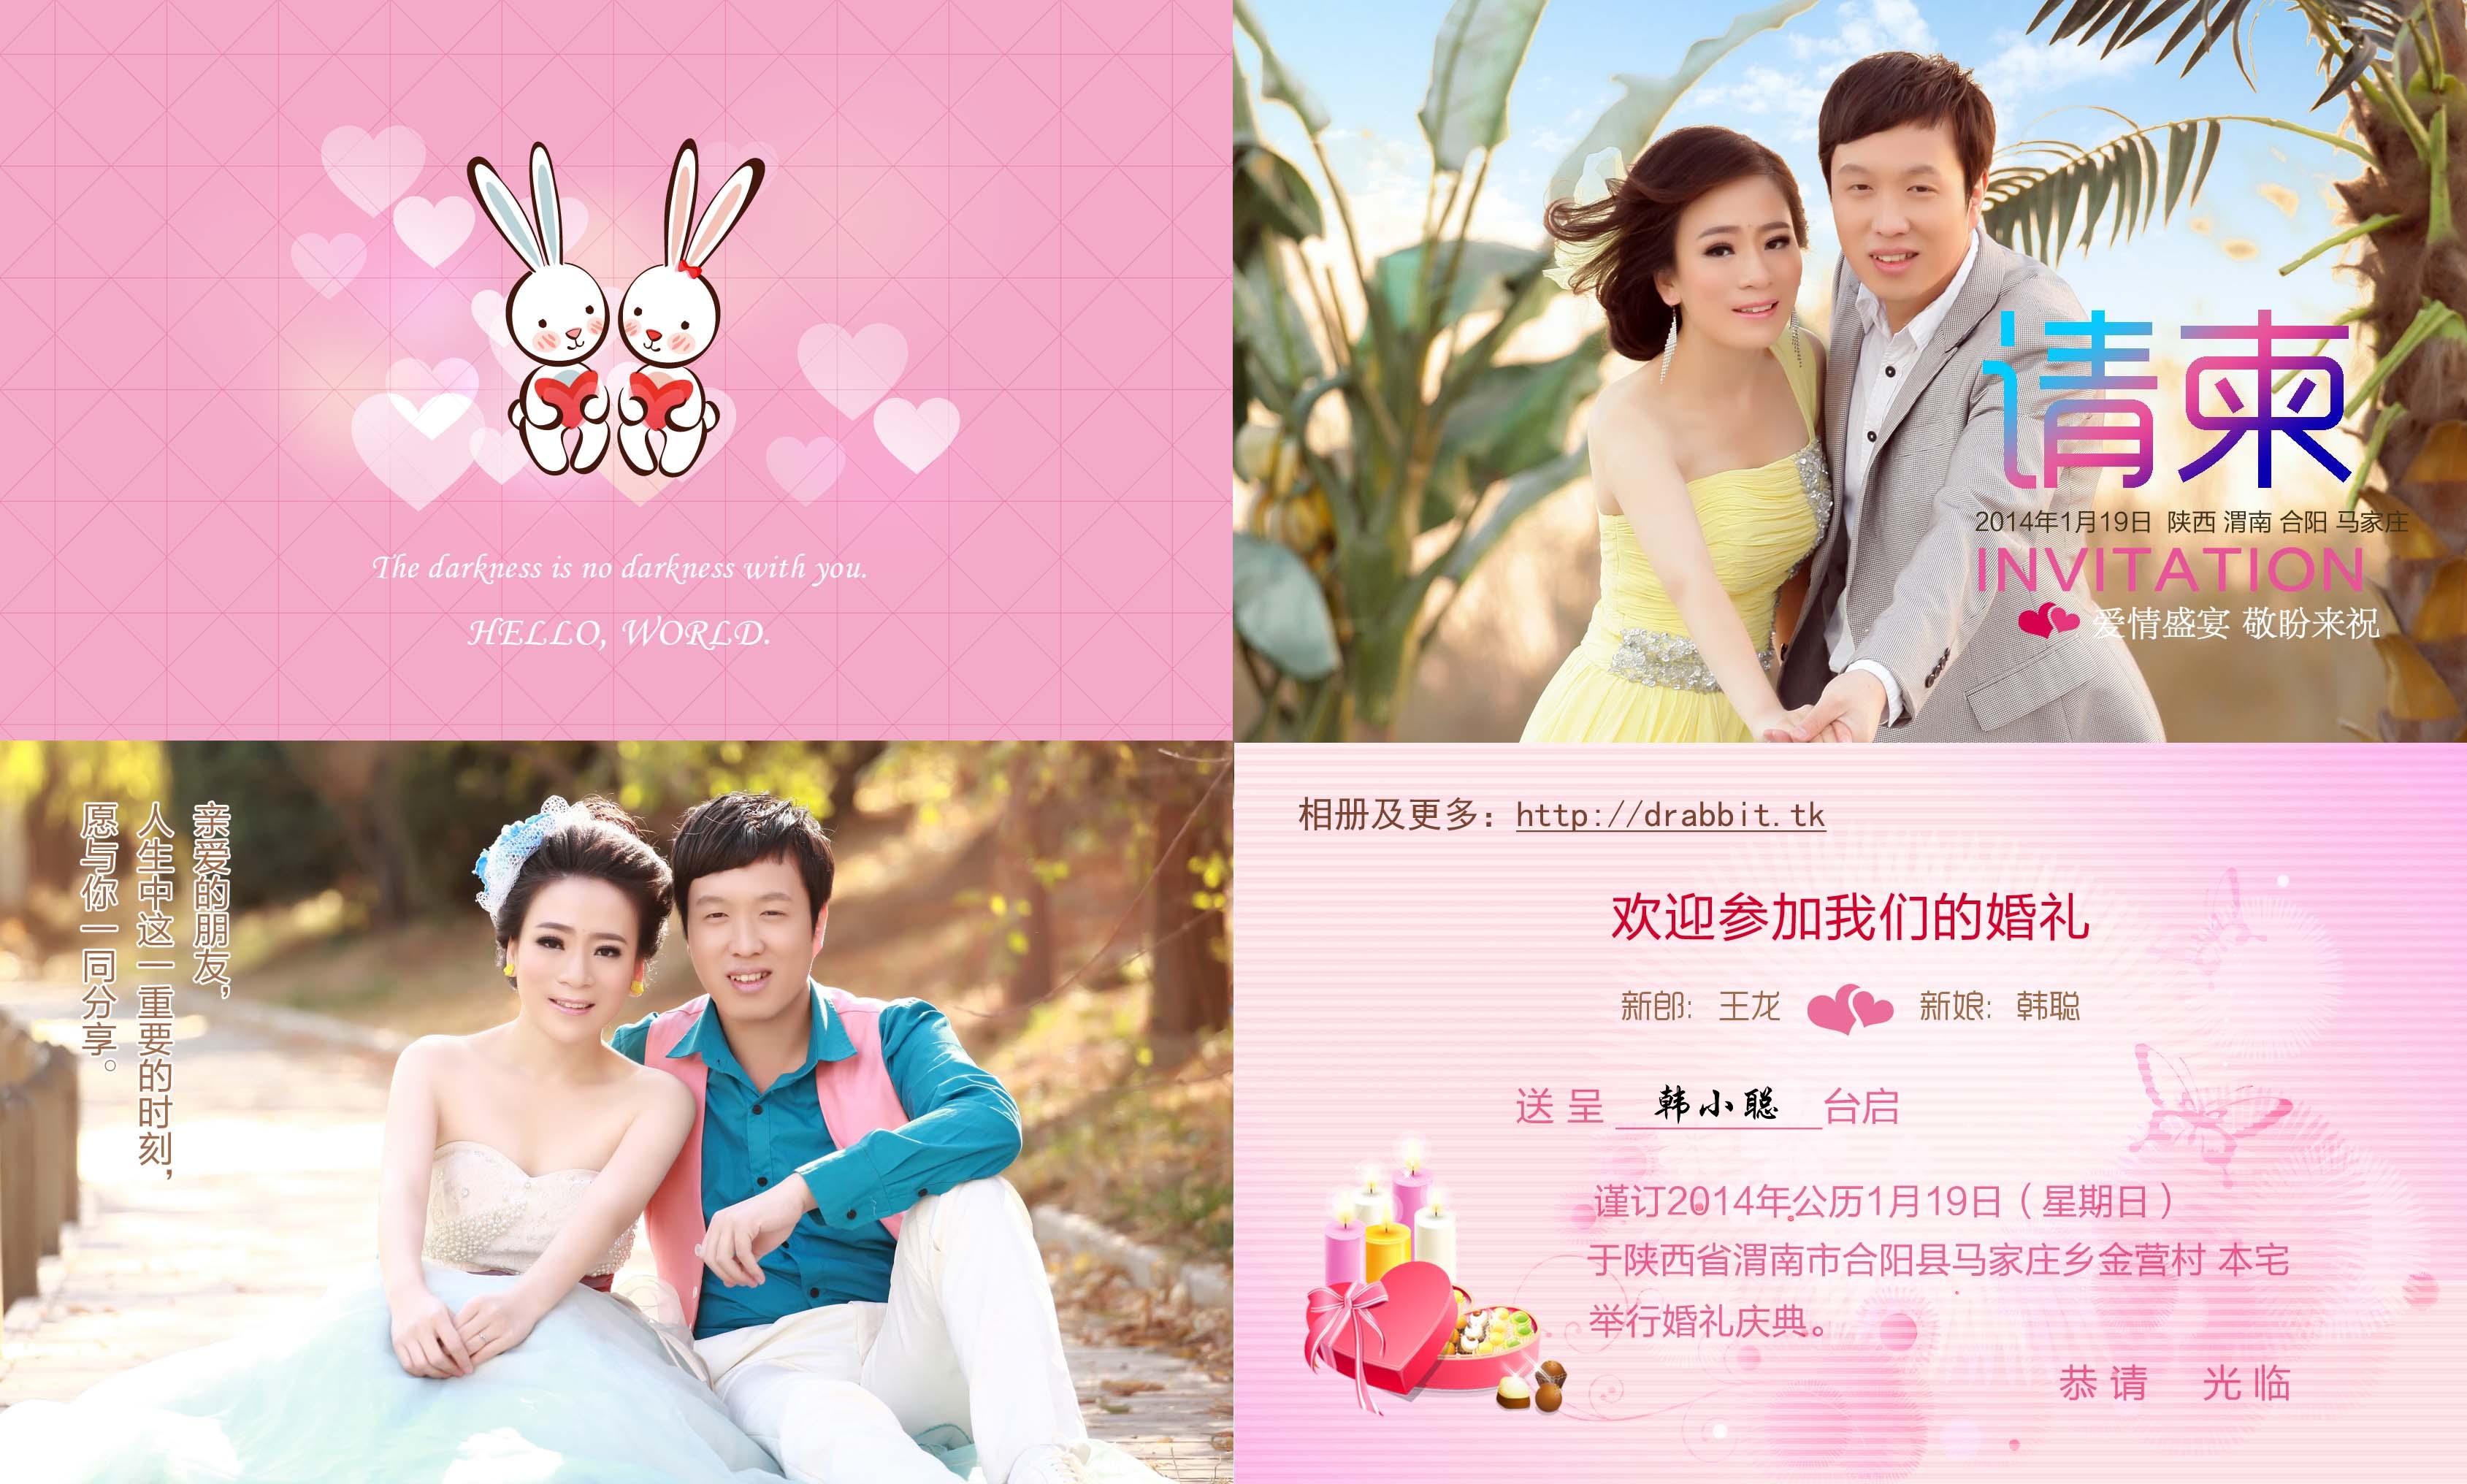 The darkness is no darkness with you.
HELLO, WORLD.
请柬
2014年1月19日 陕西 渭南 合阳 马家庄
INVITATION
爱情盛宴 敬盼来祝
亲爱的朋友,
人生中这一重要的时刻,
愿与你一同分享。
相册及更多: http://drabbit.tk
欢迎参加我们的婚礼
新郎: 王龙 新娘: 韩聪
送呈 韩小聪 台启
谨订2014年公历1月19日(星期日)
于陕西省渭南市合阳县马家庄乡金营村 本宅
举行婚礼庆典。
恭请 光临